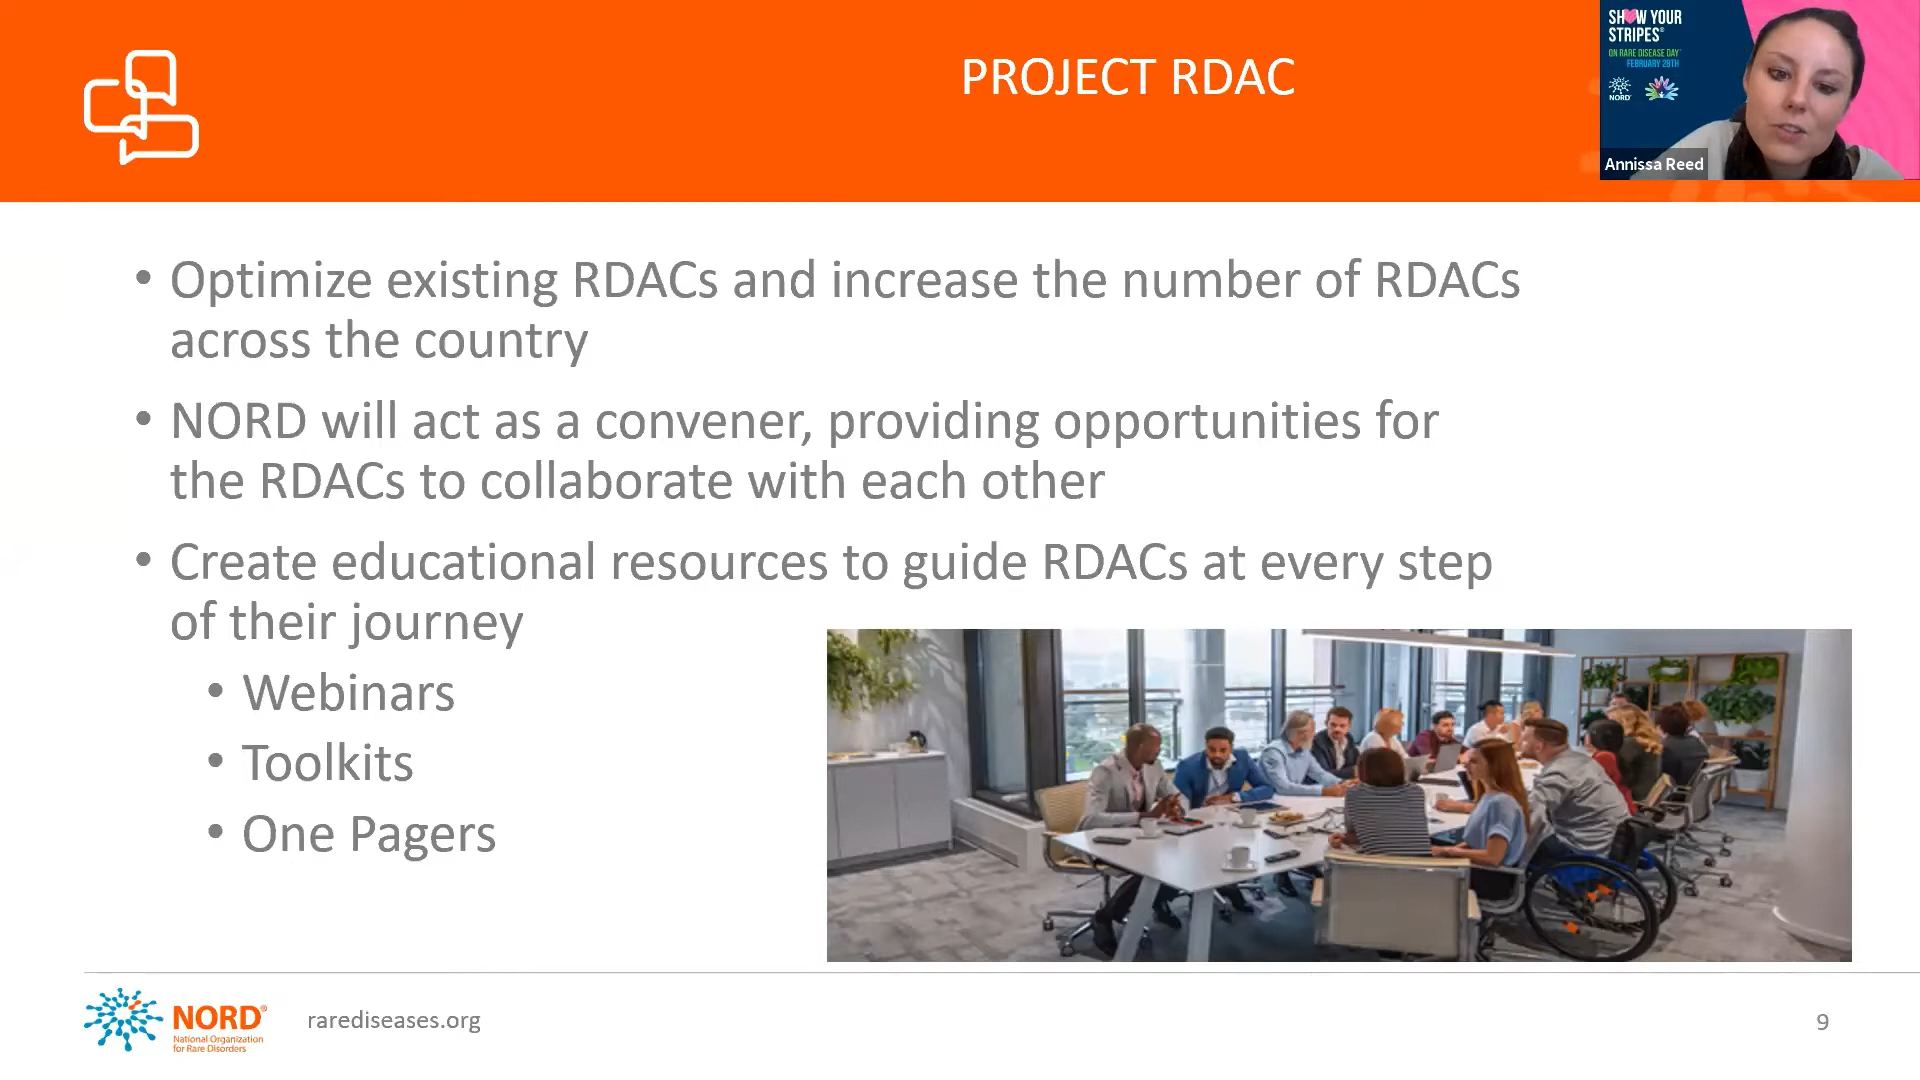 PROJECT RDAC
SHOW YOUR
STRIPES®
ON RARE DISEASE DAY
FEBRUARY 29TH
NORD
Annissa Reed
• Optimize existing RDACs and increase the number of RDACs
across the country
• NORD will act as a convener, providing opportunities for
the RDACs to collaborate with each other
• Create educational resources to guide RDACs at every step
of their journey
• Webinars
• Toolkits
• One Pagers
NORD®
National Organization
for Rare Disorders
rarediseases.org
9